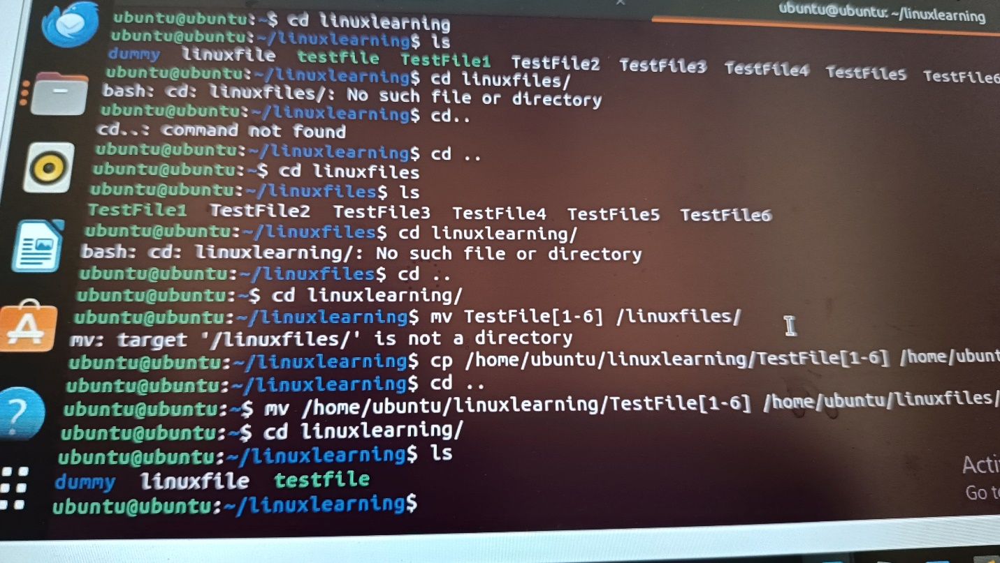 ubuntu@ubuntu: ~/linuxlearning
ubuntu@ubuntu:~$ cd linuxlearning
ubuntu@ubuntu:~/linuxlearning$ ls
dummy linuxfile testfile TestFile1 TestFile2 TestFile3 TestFile4 TestFile5 TestFile6
ubuntu@ubuntu:~/linuxlearning$ cd linuxfiles/
bash: cd: linuxfiles/: No such file or directory
ubuntu@ubuntu:~/linuxlearning$ cd..
cd..: command not found
ubuntu@ubuntu:~/linuxlearning$ cd ..
ubuntu@ubuntu:~$ cd linuxfiles
ubuntu@ubuntu:~/linuxfiles$ ls
TestFile1 TestFile2 TestFile3 TestFile4 TestFile5 TestFile6
ubuntu@ubuntu:~/linuxfiles$ cd linuxlearning/
bash: cd: linuxlearning/: No such file or directory
ubuntu@ubuntu:~/linuxfiles$ cd ..
ubuntu@ubuntu:~$ cd linuxlearning/
ubuntu@ubuntu:~/linuxlearning$ mv TestFile[1-6] /linuxfiles/
mv: target '/linuxfiles/' is not a directory
ubuntu@ubuntu:~/linuxlearning$ cp /home/ubuntu/linuxlearning/TestFile[1-6] /home/ubunt
ubuntu@ubuntu:~/linuxlearning$ cd ..
ubuntu@ubuntu:~$ mv /home/ubuntu/linuxlearning/TestFile[1-6] /home/ubuntu/linuxfiles/
ubuntu@ubuntu:~$ cd linuxlearning/
ubuntu@ubuntu:~/linuxlearning$ ls
dummy linuxfile testfile
ubuntu@ubuntu:~/linuxlearning$
Acti
Go to